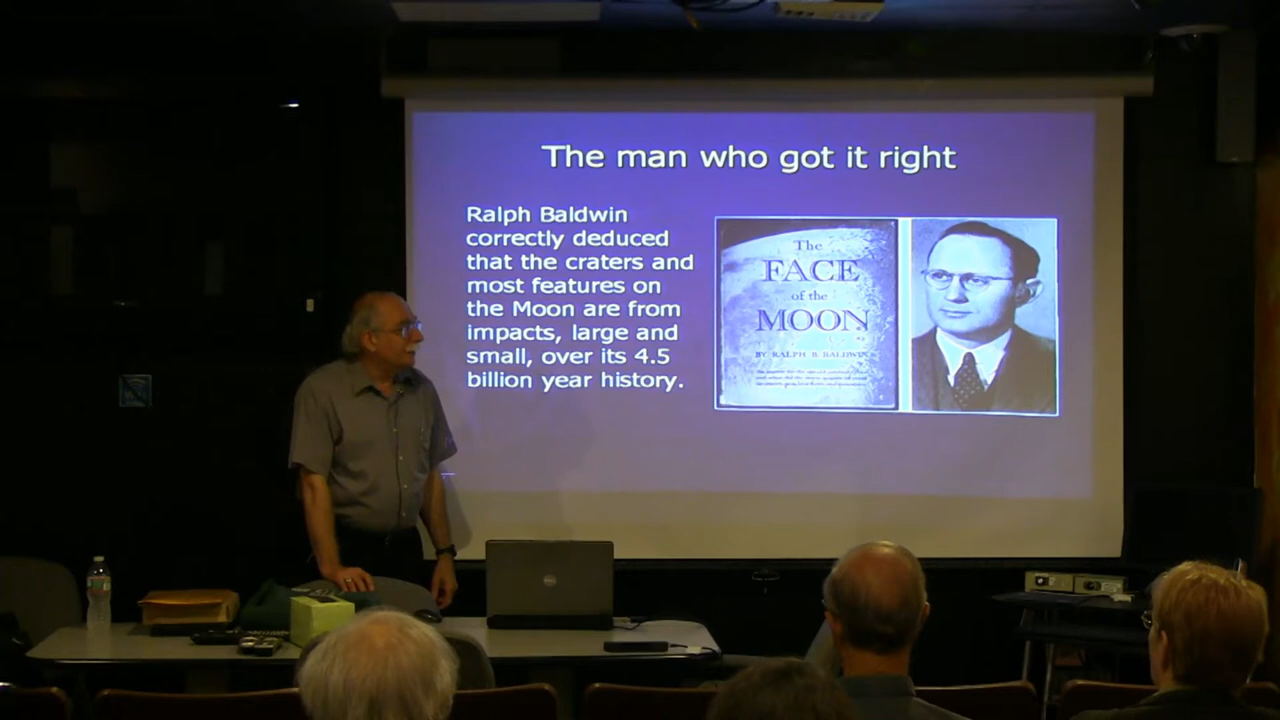 The man who got it right
Ralph Baldwin
correctly deduced
that the craters and
most features on
the Moon are from
impacts, large and
small, over its 4.5
billion year history.
The
FACE
of the
MOON
BY RALPH B. BALDWIN
DELL